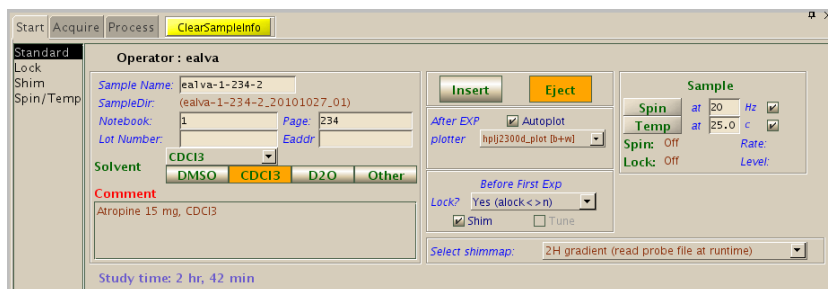 Start Acquire Process ClearSampleInfo
Standard
Lock
Shim
Spin/Temp
Operator : ealva
Sample Name: ealva-1-234-2
SampleDir: (ealva-1-234-2_20101027_01)
Notebook: 1 Page: 234
Lot Number: Eaddr
Solvent CDCl3
DMSO CDCl3 D2O Other
Comment
Atropine 15 mg, CDCl3
Study time: 2 hr, 42 min
Insert Eject
After EXP Autoplot
plotter hplj2300d_plot [b+w]
Before First Exp
Lock? Yes (alock<>n)
Shim Tune
Select shimmap: 2H gradient (read probe file at runtime)
Sample
Spin at 20 Hz
Temp at 25.0 C
Spin: Off Rate:
Lock: Off Level: